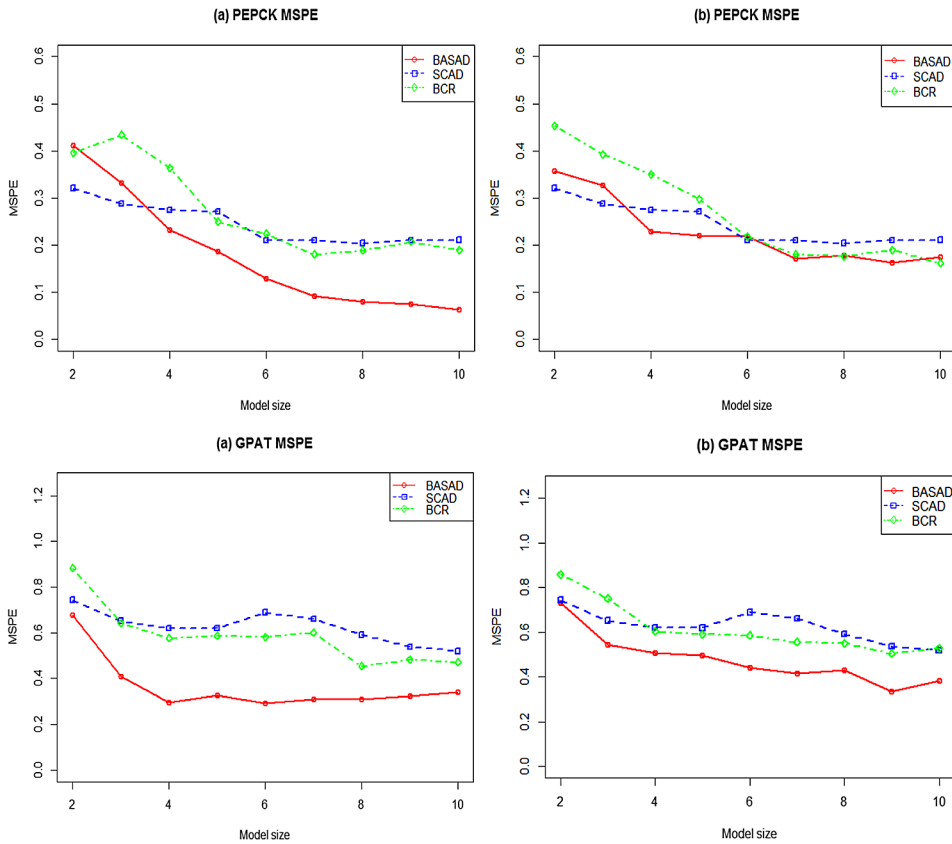 (a) PEPCK MSPE
0.6
0.5
0.4
0.3
0.2
0.1
0.0
MSPE
BASAD
SCAD
BCR
2
4
6
8
10
Model size
(b) PEPCK MSPE
0.6
0.5
0.4
0.3
0.2
0.1
0.0
MSPE
BASAD
SCAD
BCR
2
4
6
8
10
Model size
(a) GPAT MSPE
1.2
1.0
0.8
0.6
0.4
0.2
0.0
MSPE
BASAD
SCAD
BCR
2
4
6
8
10
Model size
(b) GPAT MSPE
1.2
1.0
0.8
0.6
0.4
0.2
0.0
MSPE
BASAD
SCAD
BCR
2
4
6
8
10
Model size